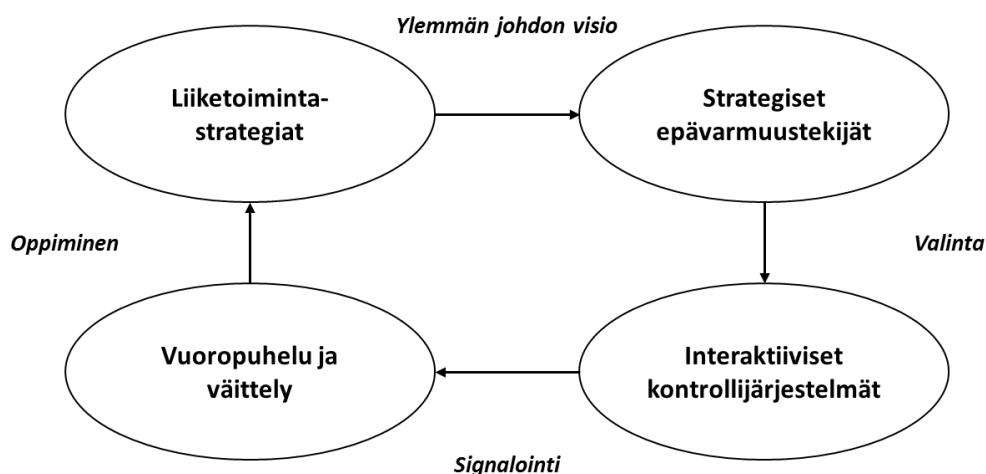 Ylemmän johdon visio
Liiketoiminta-
strategiat
Strategiset
epävarmuustekijät
Oppiminen
Valinta
Vuoropuhelu ja
väittely
Interaktiiviset
kontrollijärjestelmät
Signalointi